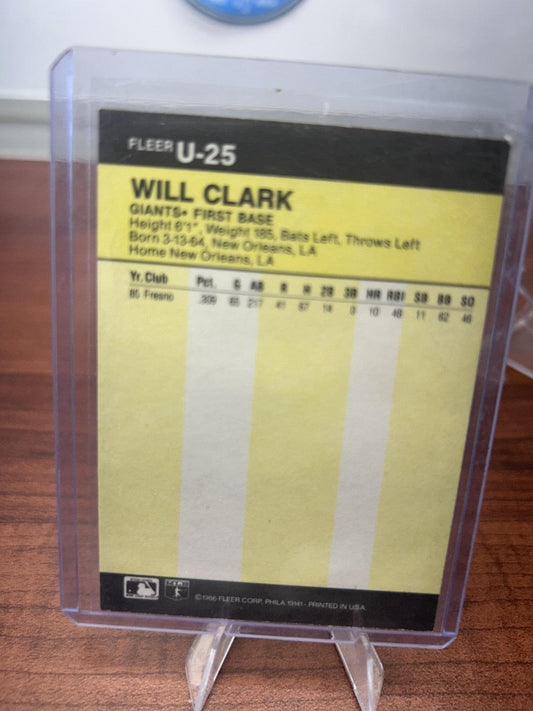 FLEER U-25
WILL CLARK
GIANTS• FIRST BASE
Height 6'1", Weight 185, Bats Left, Throws Left
Born 3-13-64, New Orleans, LA
Home New Orleans, LA
Yr. Club Pct. G AB R H 2B 3B HR RBI SB BB SO
85 Fresno .309 65 217 41 67 14 0 10 48 11 62 46
©1986 FLEER CORP. PHILA. 19141 - PRINTED IN U.S.A.